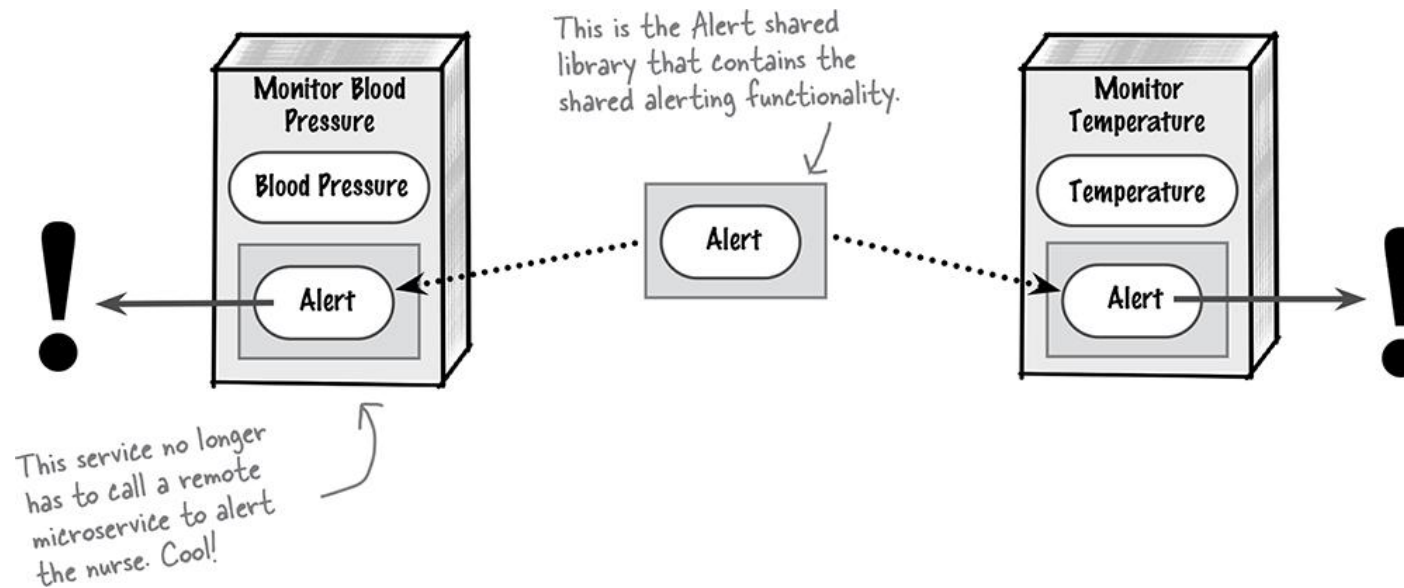 This is the Alert shared
library that contains the
shared alerting functionality.
Monitor Blood
Pressure
Blood Pressure
Alert
Alert
Monitor
Temperature
Temperature
Alert
This service no longer
has to call a remote
microservice to alert
the nurse. Cool!